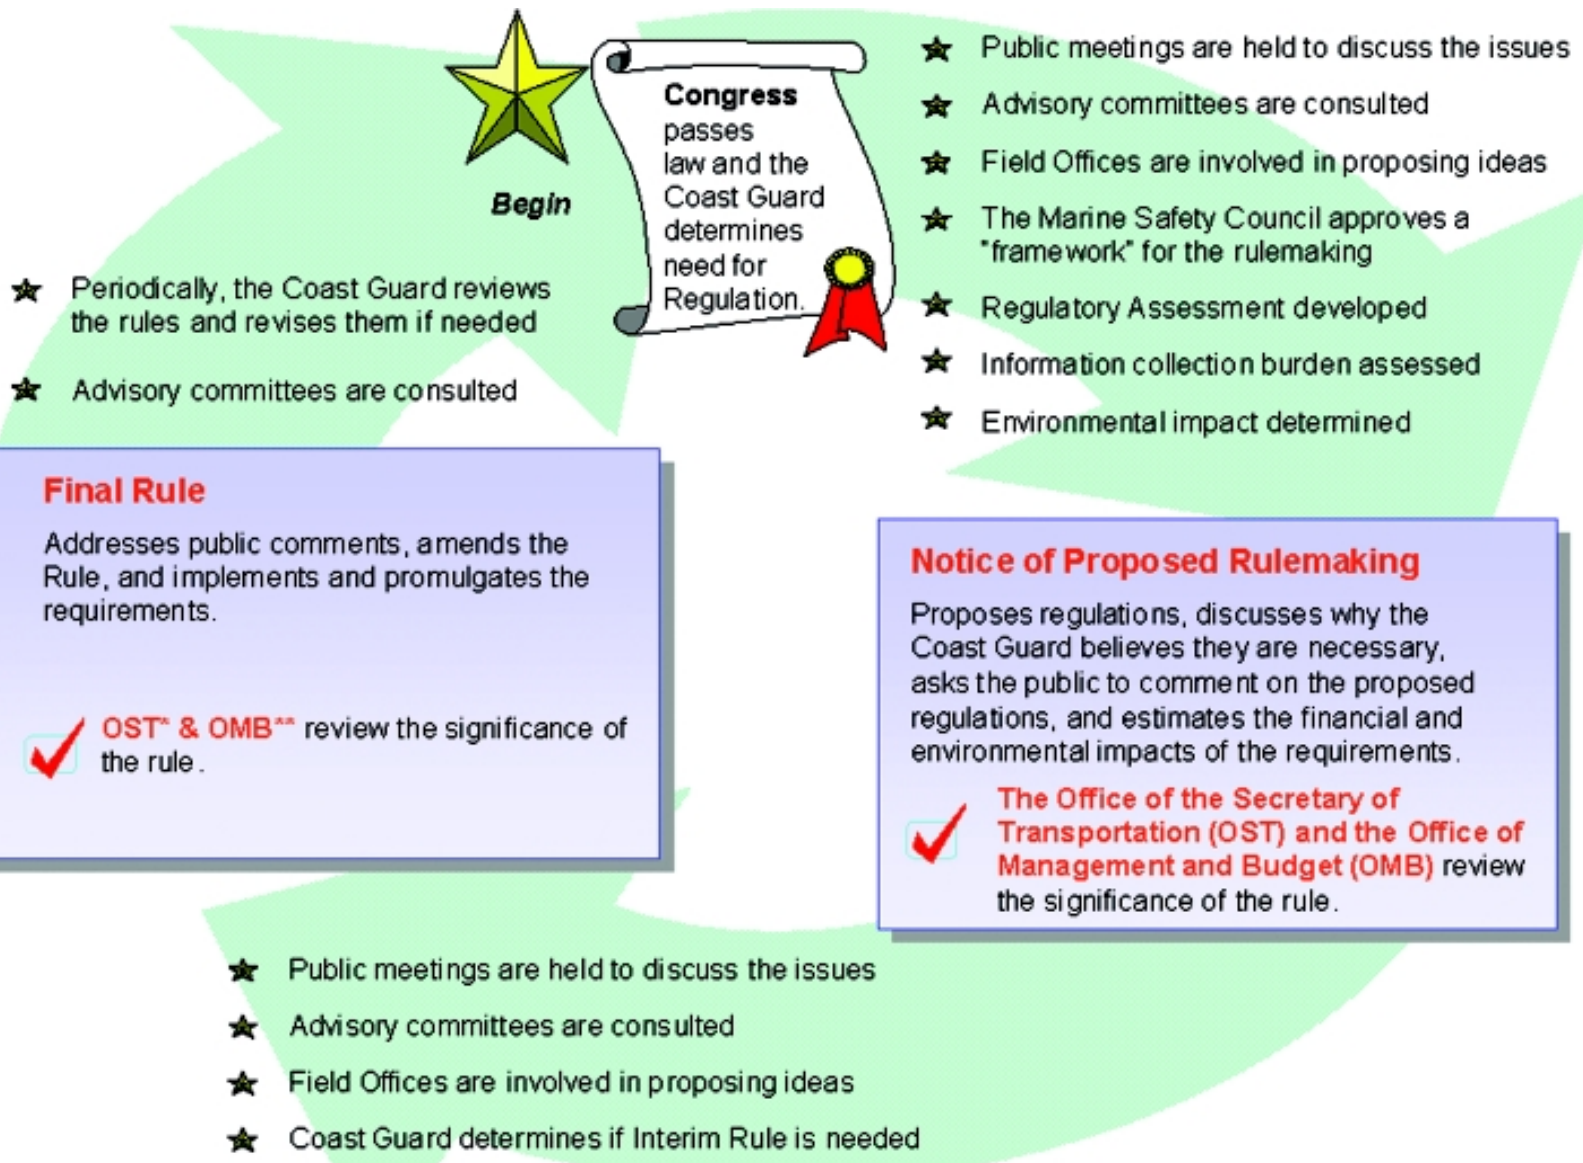 Begin
Congress
passes
law and the
Coast Guard
determines
need for
Regulation.
Public meetings are held to discuss the issues
Advisory committees are consulted
Field Offices are involved in proposing ideas
The Marine Safety Council approves a
"framework" for the rulemaking
Regulatory Assessment developed
Information collection burden assessed
Environmental impact determined
Notice of Proposed Rulemaking
Proposes regulations, discusses why the
Coast Guard believes they are necessary,
asks the public to comment on the proposed
regulations, and estimates the financial and
environmental impacts of the requirements.
The Office of the Secretary of
Transportation (OST) and the Office of
Management and Budget (OMB) review
the significance of the rule.
Public meetings are held to discuss the issues
Advisory committees are consulted
Field Offices are involved in proposing ideas
Coast Guard determines if Interim Rule is needed
Final Rule
Addresses public comments, amends the
Rule, and implements and promulgates the
requirements.
OST* & OMB** review the significance of
the rule.
Periodically, the Coast Guard reviews
the rules and revises them if needed
Advisory committees are consulted